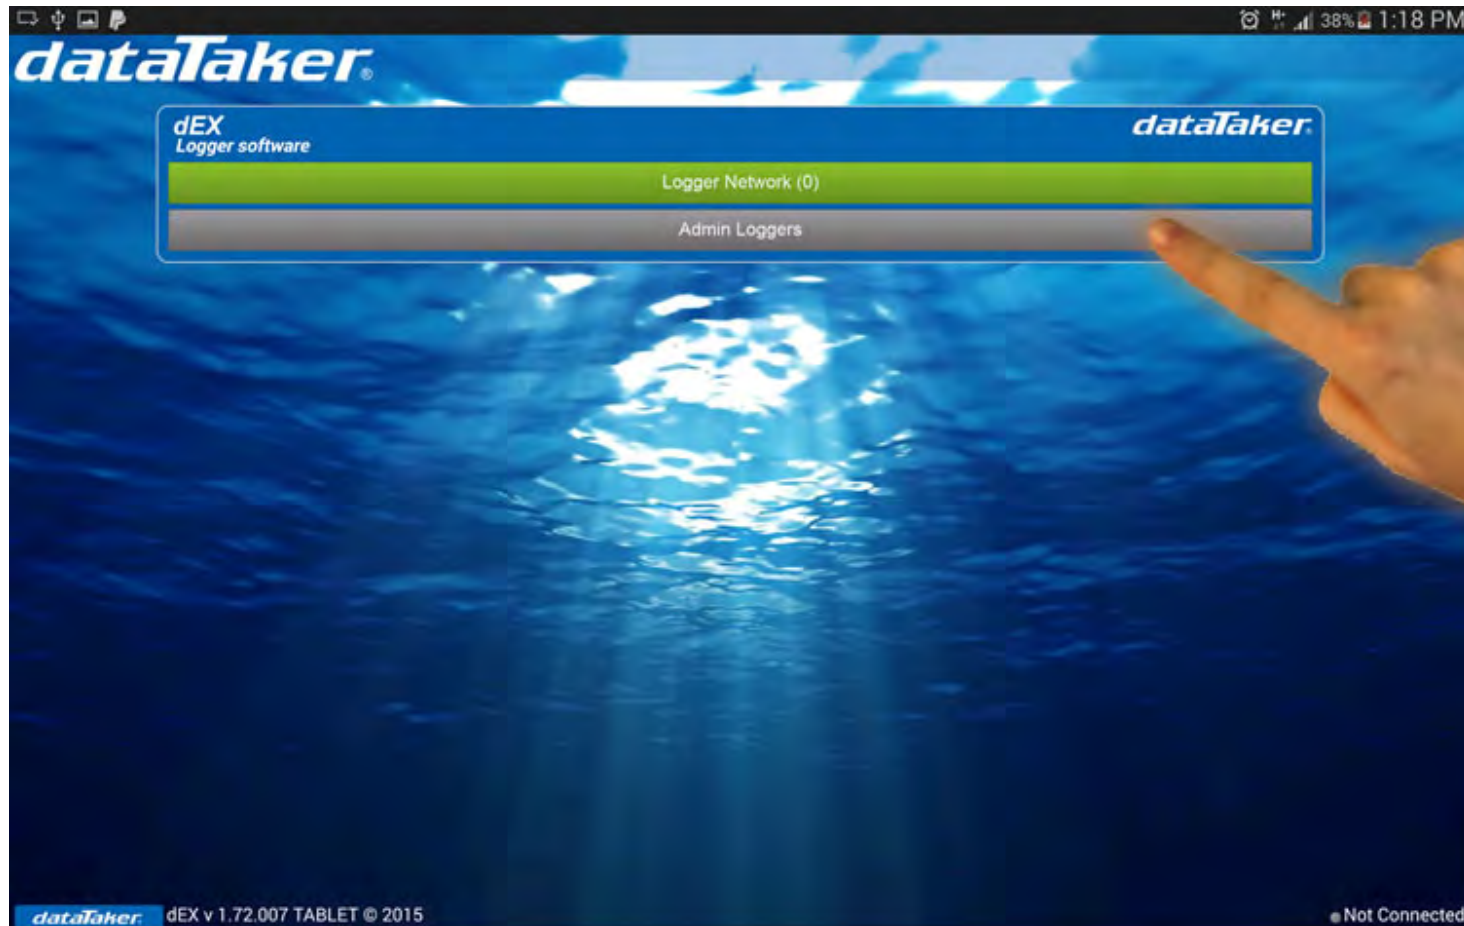 38% 1:18 PM
dataTaker®
dEX
Logger software
dataTaker®
Logger Network (0)
Admin Loggers
dataTaker®
dEX v 1.72.007 TABLET © 2015
Not Connected